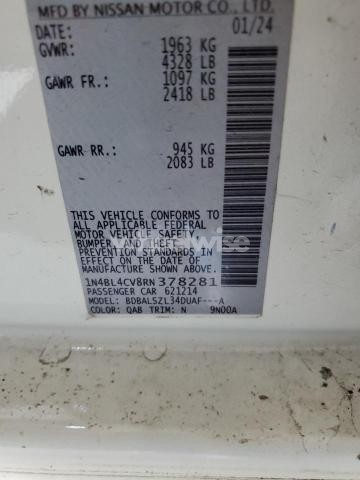 MFD BY NISSAN MOTOR CO., LTD.
DATE: 01/24
GVWR: 1963 KG
4328 LB
GAWR FR.: 1097 KG
2418 LB
GAWR RR.: 945 KG
2083 LB
THIS VEHICLE CONFORMS TO
ALL APPLICABLE FEDERAL
MOTOR VEHICLE SAFETY,
BUMPER, AND THEFT
PREVENTION STANDARDS
IN EFFECT ON THE DATE OF
MANUFACTURE SHOWN ABOVE.
1N4BL4CV8RN378281
PASSENGER CAR 621214
MODEL: BDBALSZL34DUAF---A
COLOR: QAB TRIM: N 9N00A